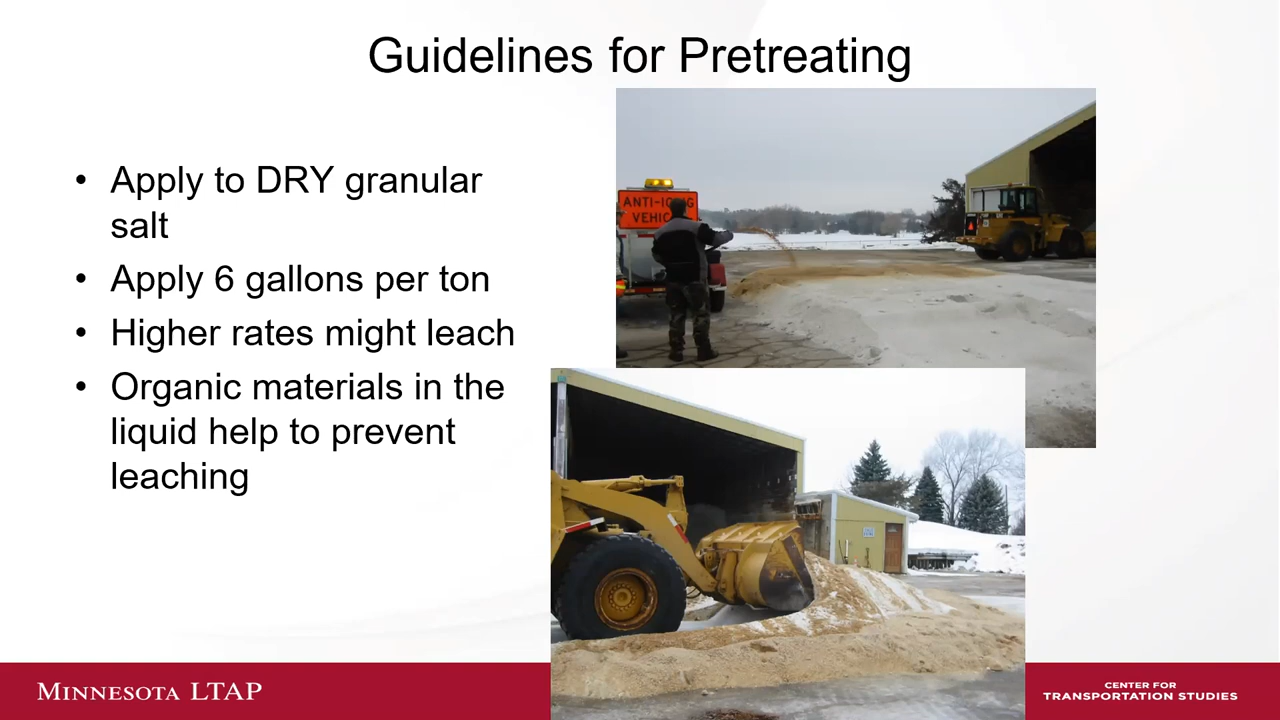 Guidelines for Pretreating
• Apply to DRY granular
salt
• Apply 6 gallons per ton
• Higher rates might leach
• Organic materials in the
liquid help to prevent
leaching
ANTI-ICING
VEHIC
MINNESOTA LTAP
CENTER FOR
TRANSPORTATION STUDIES